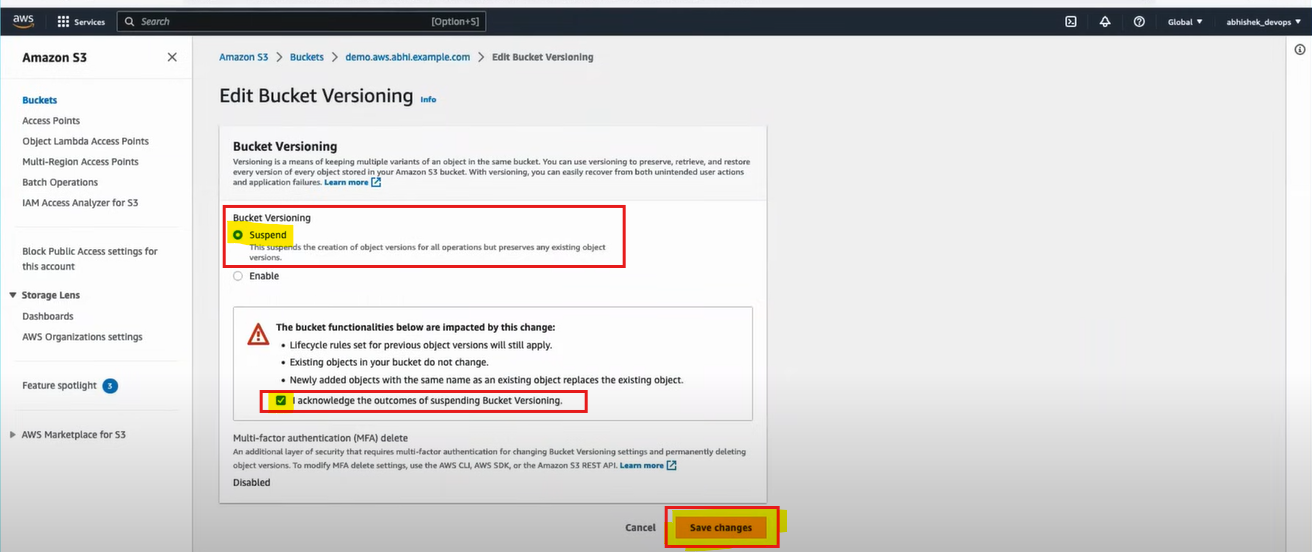 aws
Services
Search
[Option+S]
Global
abhishek_devops
Amazon S3
Buckets
Access Points
Object Lambda Access Points
Multi-Region Access Points
Batch Operations
IAM Access Analyzer for S3
Block Public Access settings for
this account
Storage Lens
Dashboards
AWS Organizations settings
Feature spotlight 3
AWS Marketplace for S3
Amazon S3 > Buckets > demo.aws.abhi.example.com > Edit Bucket Versioning
Edit Bucket Versioning Info
Bucket Versioning
Versioning is a means of keeping multiple variants of an object in the same bucket. You can use versioning to preserve, retrieve, and restore
every version of every object stored in your Amazon S3 bucket. With versioning, you can easily recover from both unintended user actions
and application failures. Learn more
Bucket Versioning
Suspend
This suspends the creation of object versions for all operations but preserves any existing object
versions.
Enable
The bucket functionalities below are impacted by this change:
• Lifecycle rules set for previous object versions will still apply.
• Existing objects in your bucket do not change.
• Newly added objects with the same name as an existing object replaces the existing object.
I acknowledge the outcomes of suspending Bucket Versioning.
Multi-factor authentication (MFA) delete
An additional layer of security that requires multi-factor authentication for changing Bucket Versioning settings and permanently deleting
object versions. To modify MFA delete settings, use the AWS CLI, AWS SDK, or the Amazon S3 REST API. Learn more
Disabled
Cancel
Save changes